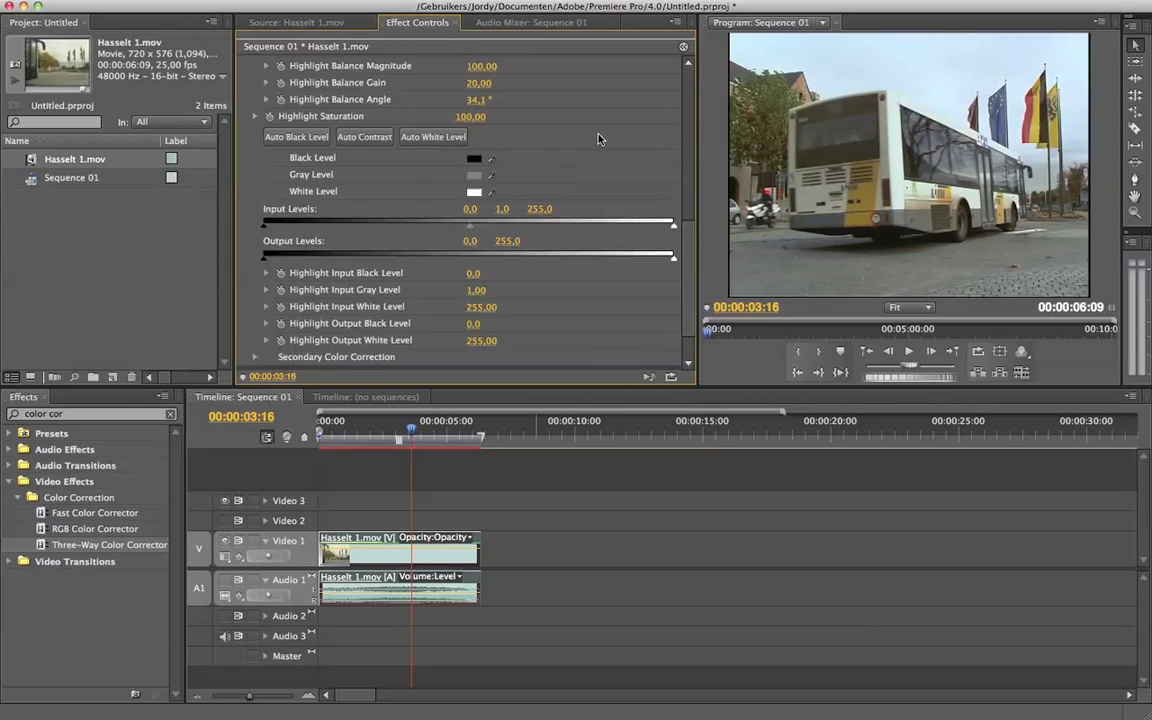 /Gebruikers/Jordy/Documenten/Adobe/Premiere Pro/4.0/Untitled.prproj *
Project: Untitled
Hasselt 1.mov
Movie, 720 x 576 (1,094)...
00:00:06:09, 25,00 fps
48000 Hz - 16-bit - Stereo
Untitled.prproj
2 Items
In: All
Name
Label
Hasselt 1.mov
Sequence 01
Source: Hasselt 1.mov
Effect Controls
Audio Mixer: Sequence 01
Sequence 01 * Hasselt 1.mov
Highlight Balance Magnitude 100,00
Highlight Balance Gain 20,00
Highlight Balance Angle 34,1 °
Highlight Saturation 100,00
Auto Black Level Auto Contrast Auto White Level
Black Level
Gray Level
White Level
Input Levels: 0,0 1,0 255,0
Output Levels: 0,0 255,0
Highlight Input Black Level 0,0
Highlight Input Gray Level 1,00
Highlight Input White Level 255,00
Highlight Output Black Level 0,0
Highlight Output White Level 255,00
Secondary Color Correction
00:00:03:16
Program: Sequence 01
00:00:03:16
Fit
00:00:06:09
00:00
00:05:00:00
00:10:0
Effects
color cor
Presets
Audio Effects
Audio Transitions
Video Effects
Color Correction
Fast Color Corrector
RGB Color Corrector
Three-Way Color Corrector
Video Transitions
Timeline: Sequence 01
Timeline: (no sequences)
00:00:03:16
:00:00 00:00:05:00 00:00:10:00 00:00:15:00 00:00:20:00 00:00:25:00 00:00:30:00
Video 3
Video 2
V
Video 1
Hasselt 1.mov [V] Opacity:Opacity
A1
Audio 1
Hasselt 1.mov [A] Volume:Level
Audio 2
Audio 3
Master